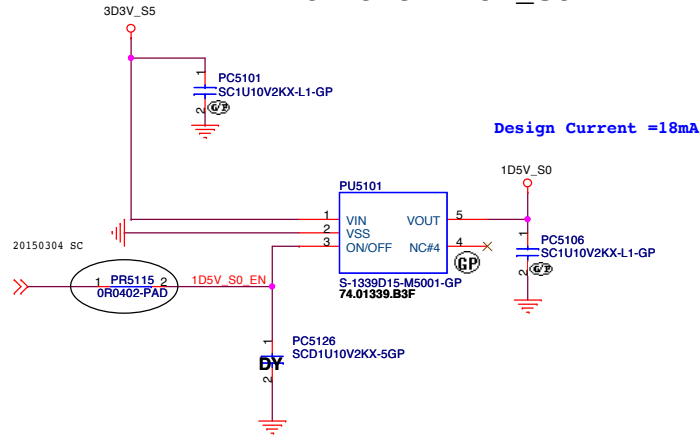 3D3V_S5
1
PC5101
SC1U10V2KX-L1-GP
2
G/P
Design Current =18mA
1D5V_S0
PU5101
1 VIN VOUT 5
2 VSS
3 ON/OFF NC#4 4
GP
S-1339D15-M5001-GP
74.01339.B3F
1
PC5106
SC1U10V2KX-L1-GP
2
G/P
20150304 SC
1 PR5115 2
0R0402-PAD
1D5V_S0_EN
1
PC5126
SCD1U10V2KX-5GP
DY
2